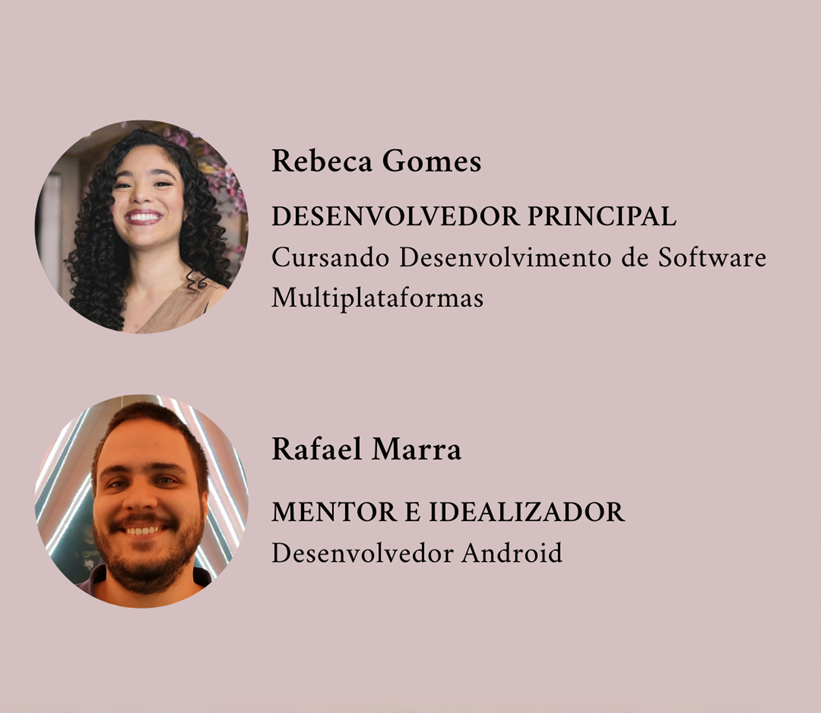 Rebeca Gomes
DESENVOLVEDOR PRINCIPAL
Cursando Desenvolvimento de Software
Multiplataformas
Rafael Marra
MENTOR E IDEALIZADOR
Desenvolvedor Android